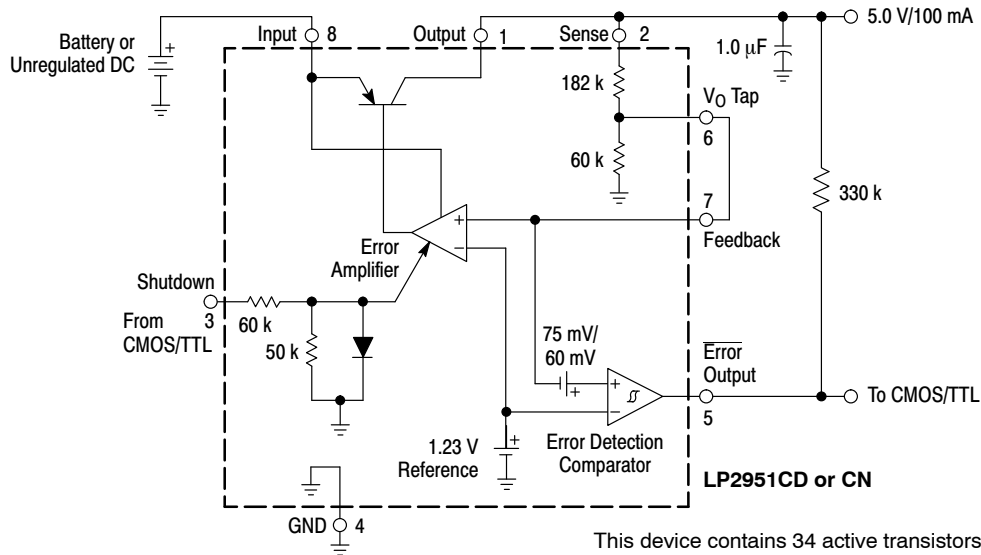 Battery or
Unregulated DC
+
Input
8
Output
1
Sense
2
5.0 V/100 mA
1.0 μF
182 k
VO Tap
6
60 k
7
Feedback
330 k
+
−
Error
Amplifier
Shutdown
3
From
CMOS/TTL
60 k
50 k
75 mV/
60 mV
+
+
−
Error
Output
5
To CMOS/TTL
+
1.23 V
Reference
Error Detection
Comparator
LP2951CD or CN
GND
4
This device contains 34 active transistors